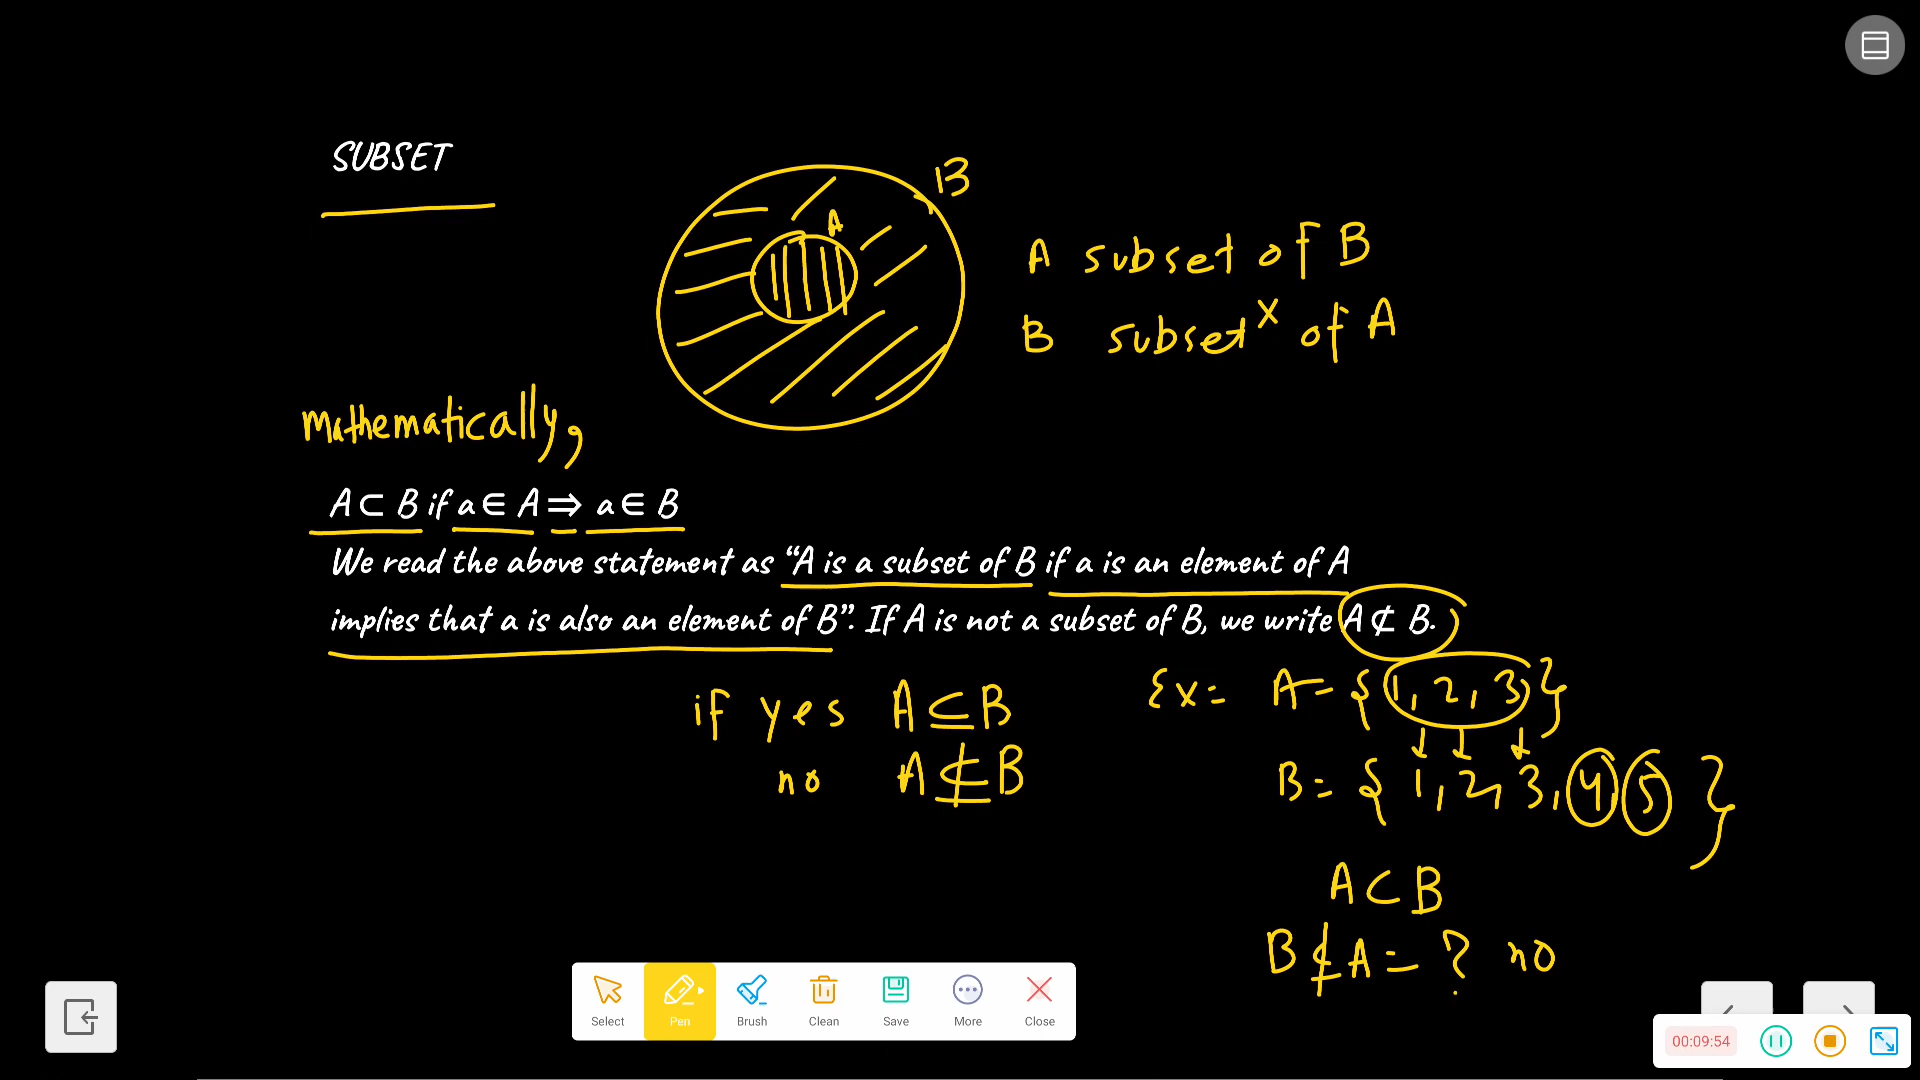 SUBSET
B
A
A subset of B
B subset x of A
Mathematically,
A ⊂ B if a ∈ A ⇒ a ∈ B
We read the above statement as “A is a subset of B if a is an element of A
implies that a is also an element of B”. If A is not a subset of B, we write A ⊄ B.
if yes A ⊆ B
no A ⊈ B
Ex = A = {1, 2, 3}
B = {1, 2, 3, 4, 5}
A ⊂ B
B ⊈ A = ? no
Select
Pen
Brush
Clean
Save
More
Close
00:09:54